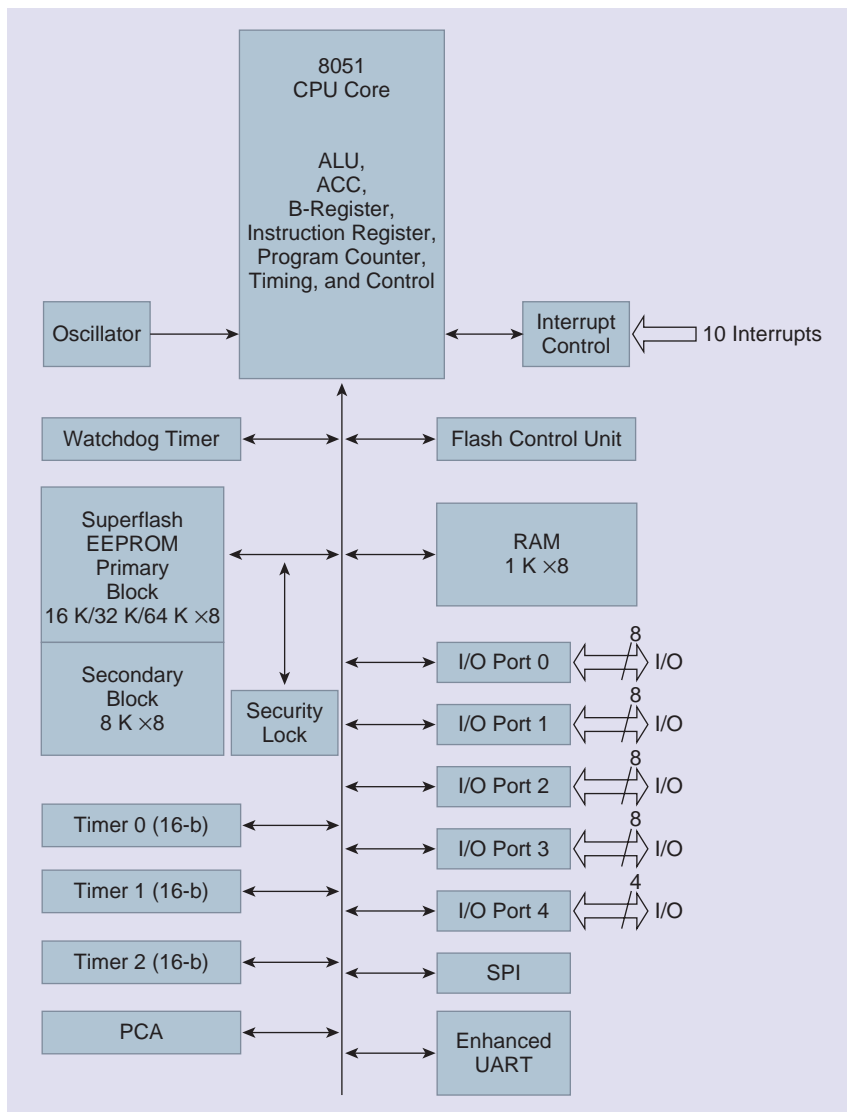 8051
CPU Core
ALU,
ACC,
B-Register,
Instruction Register,
Program Counter,
Timing, and Control
Oscillator
Interrupt
Control
10 Interrupts
Watchdog Timer
Flash Control Unit
Superflash
EEPROM
Primary
Block
16 K/32 K/64 K ×8
RAM
1 K ×8
Secondary
Block
8 K ×8
Security
Lock
I/O Port 0
8
I/O
I/O Port 1
8
I/O
I/O Port 2
8
I/O
I/O Port 3
8
I/O
I/O Port 4
4
I/O
Timer 0 (16-b)
Timer 1 (16-b)
Timer 2 (16-b)
SPI
PCA
Enhanced
UART